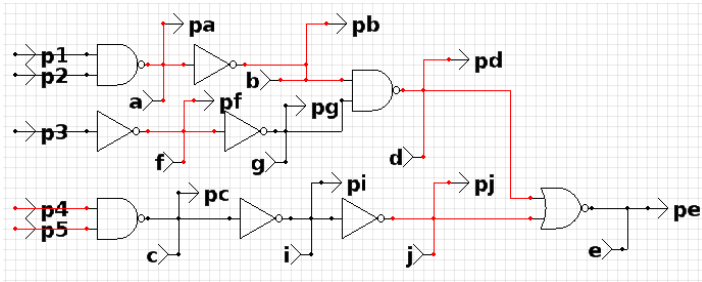 pa pb
p1
p2
b pd
a pf pg
p3
f g d
pc pi pj
p4
p5
pe
c i j e